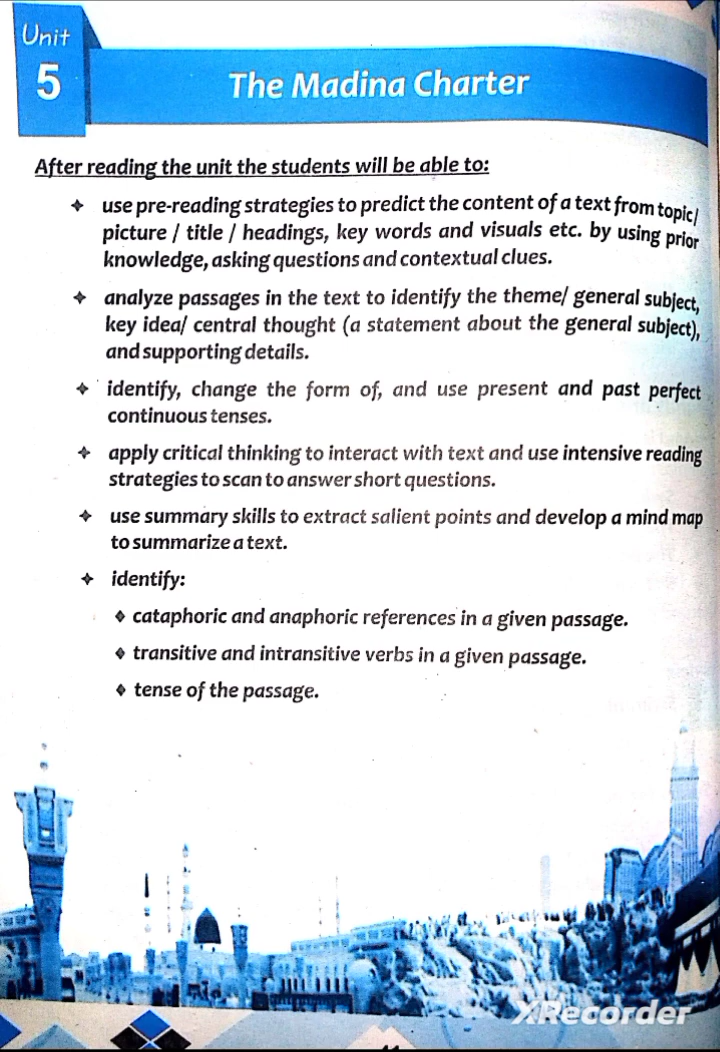 Unit
5
The Madina Charter
After reading the unit the students will be able to:
use pre-reading strategies to predict the content of a text from topic/
picture / title / headings, key words and visuals etc. by using prior
knowledge, asking questions and contextual clues.
analyze passages in the text to identify the theme/ general subject,
key idea/ central thought (a statement about the general subject),
and supporting details.
identify, change the form of, and use present and past perfect
continuous tenses.
apply critical thinking to interact with text and use intensive reading
strategies to scan to answer short questions.
use summary skills to extract salient points and develop a mind map
to summarize a text.
identify:
cataphoric and anaphoric references in a given passage.
transitive and intransitive verbs in a given passage.
tense of the passage.
XRecorder